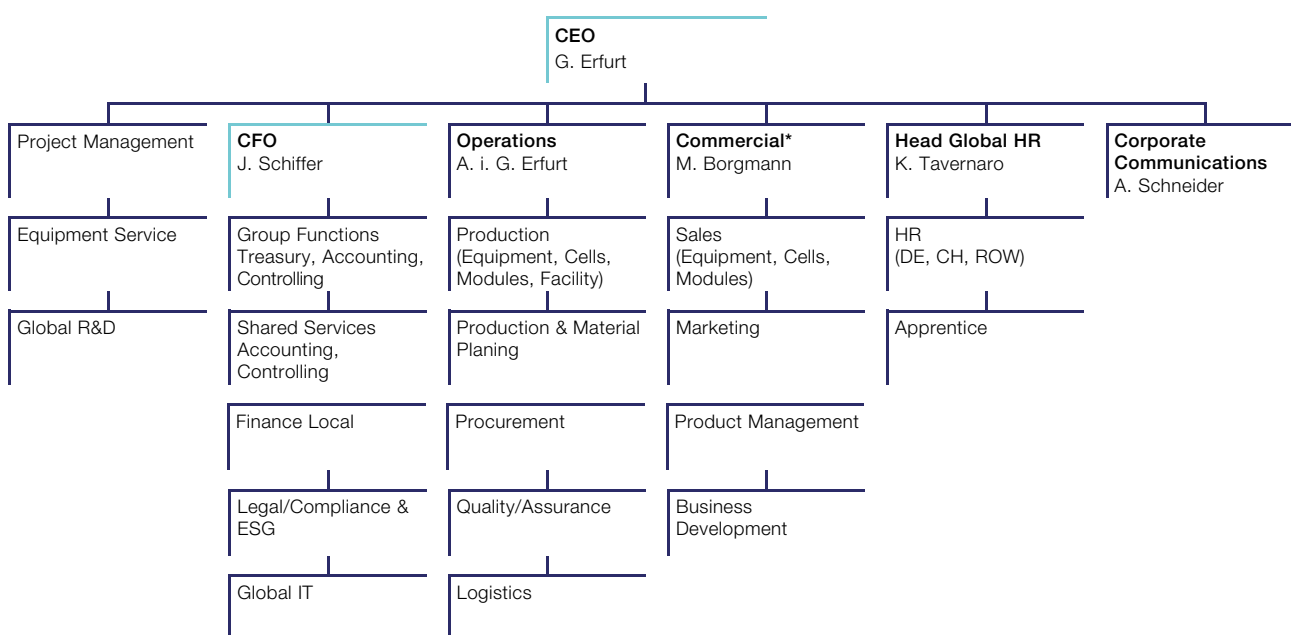 CEO
G. Erfurt
Project Management
CFO
J. Schiffer
Operations
A. i. G. Erfurt
Commercial*
M. Borgmann
Head Global HR
K. Tavernaro
Corporate
Communications
A. Schneider
Equipment Service
Group Functions
Treasury, Accounting,
Controlling
Production
(Equipment, Cells,
Modules, Facility)
Sales
(Equipment, Cells,
Modules)
HR
(DE, CH, ROW)
Global R&D
Shared Services
Accounting,
Controlling
Production & Material
Planing
Marketing
Apprentice
Finance Local
Procurement
Product Management
Legal/Compliance &
ESG
Quality/Assurance
Business
Development
Global IT
Logistics